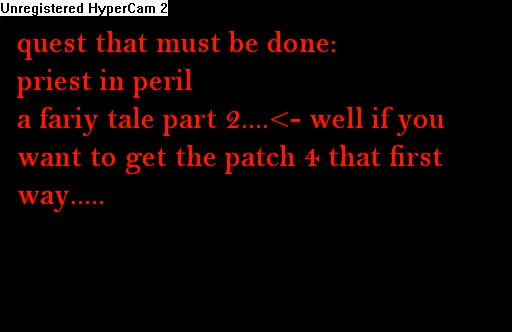 Unregistered HyperCam 2
quest that must be done:
priest in peril
a fariy tale part 2....<- well if you
want to get the patch 4 that first
way.....